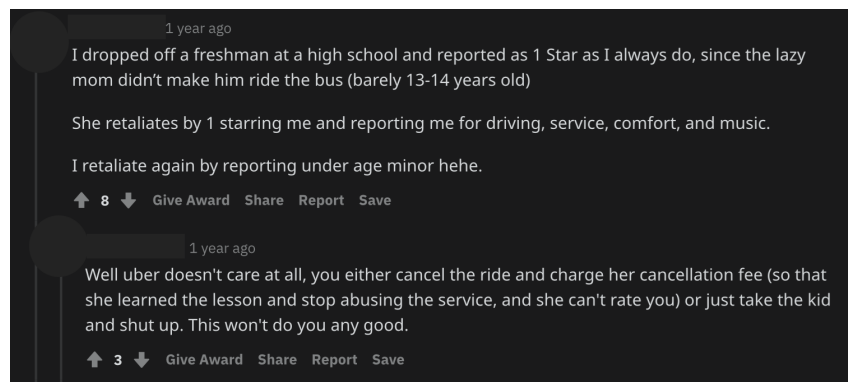 1 year ago
I dropped off a freshman at a high school and reported as 1 Star as I always do, since the lazy
mom didn’t make him ride the bus (barely 13-14 years old)
She retaliates by 1 starring me and reporting me for driving, service, comfort, and music.
I retaliate again by reporting under age minor hehe.
8 Give Award Share Report Save
1 year ago
Well uber doesn't care at all, you either cancel the ride and charge her cancellation fee (so that
she learned the lesson and stop abusing the service, and she can't rate you) or just take the kid
and shut up. This won't do you any good.
3 Give Award Share Report Save